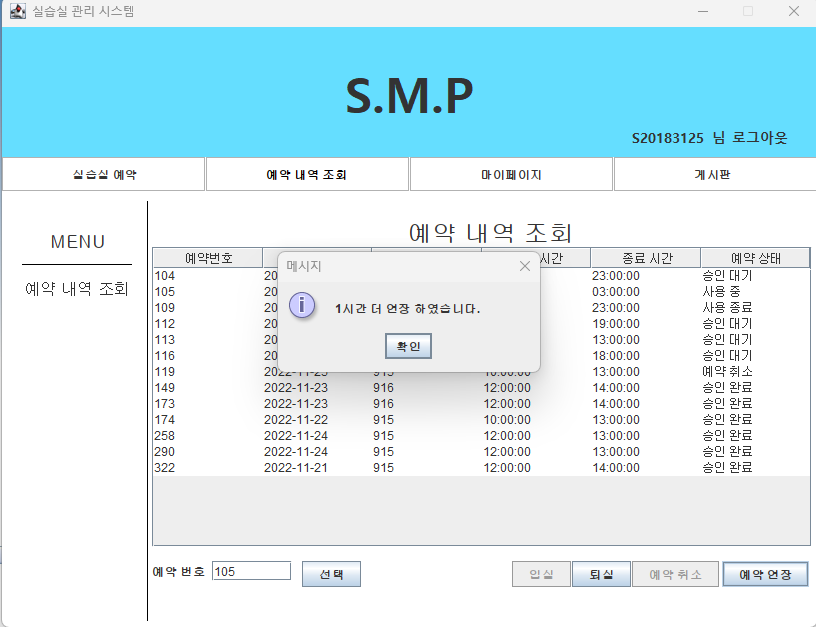 실습실 관리 시스템
S.M.P
S20183125 님 로그아웃
실습실 예약 예약 내역 조회 마이페이지 게시판
MENU
예약 내역 조회
예약 내역 조회
예약번호 시간 종료 시간 예약 상태
104 20 23:00:00 승인 대기
105 20 03:00:00 사용 중
109 20 23:00:00 사용 종료
112 20 19:00:00 승인 대기
113 20 13:00:00 승인 대기
116 20 18:00:00 승인 대기
119 2022-11-23 915 10:00:00 13:00:00 예약 취소
149 2022-11-23 916 12:00:00 14:00:00 승인 완료
173 2022-11-23 916 12:00:00 14:00:00 승인 완료
174 2022-11-22 915 10:00:00 13:00:00 승인 완료
258 2022-11-24 915 12:00:00 13:00:00 승인 완료
290 2022-11-24 915 12:00:00 13:00:00 승인 완료
322 2022-11-21 915 12:00:00 14:00:00 승인 완료
메시지
1시간 더 연장 하였습니다.
확인
예약 번호 105 선택 입실 퇴실 예약 취소 예약 연장